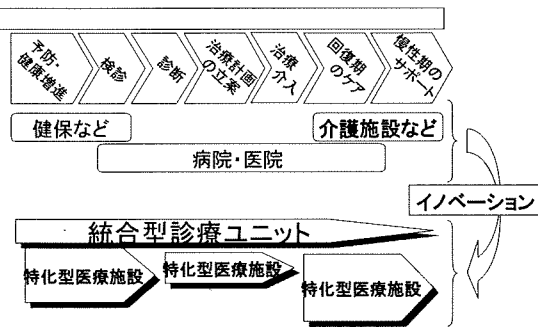 予防・
健康増進
検診
診断
治療計画
の立案
治療
介入
回復期
のケア
慢性期の
サポート
健保など
介護施設など
病院・医院
イノベーション
統合型診療ユニット
特化型医療施設
特化型医療施設
特化型医療施設